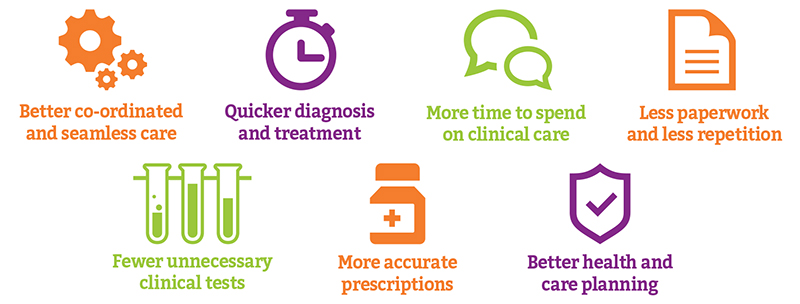 Better co-ordinated
and seamless care
Quicker diagnosis
and treatment
More time to spend
on clinical care
Less paperwork
and less repetition
Fewer unnecessary
clinical tests
More accurate
prescriptions
Better health and
care planning